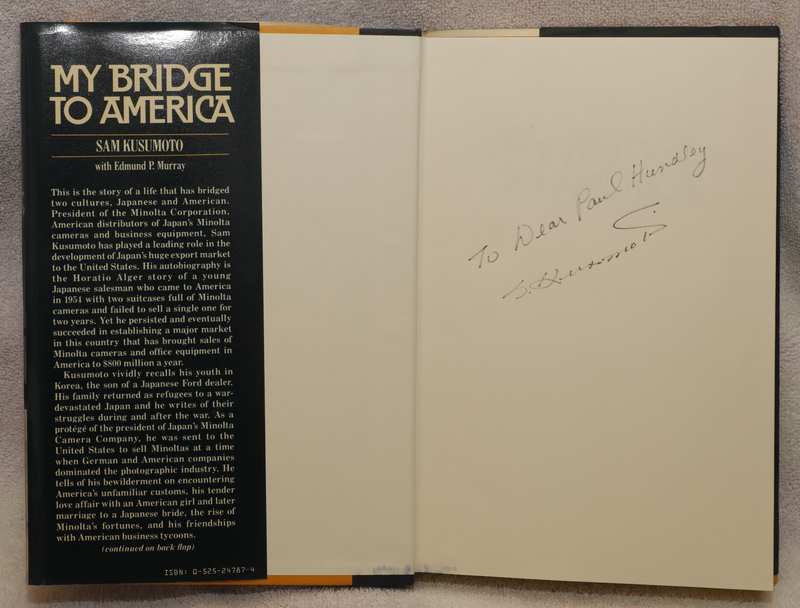 MY BRIDGE
TO AMERICA
SAM KUSUMOTO
with Edmund P. Murray
This is the story of a life that has bridged
two cultures, Japanese and American.
President of the Minolta Corporation,
American distributors of Japan's Minolta
cameras and business equipment, Sam
Kusumoto has played a leading role in the
development of Japan's huge export market
to the United States. His autobiography is
the Horatio Alger story of a young
Japanese salesman who came to America
in 1954 with two suitcases full of Minolta
cameras and failed to sell a single one for
two years. Yet he persisted and eventually
succeeded in establishing a major market
in this country that has brought sales of
Minolta cameras and office equipment in
America to $800 million a year.
Kusumoto vividly recalls his youth in
Korea, the son of a Japanese Ford dealer.
His family returned as refugees to a war-
devastated Japan and he writes of their
struggles during and after the war. As a
protégé of the president of Japan's Minolta
Camera Company, he was sent to the
United States to sell Minoltas at a time
when German and American companies
dominated the photographic industry. He
tells of his bewilderment on encountering
America's unfamiliar customs, his tender
love affair with an American girl and later
marriage to a Japanese bride, the rise of
Minolta's fortunes, and his friendships
with American business tycoons.
(continued on back flap)
ISBN: 0-525-24787-4
To Dear Paul Hundley
S. Kusumoto